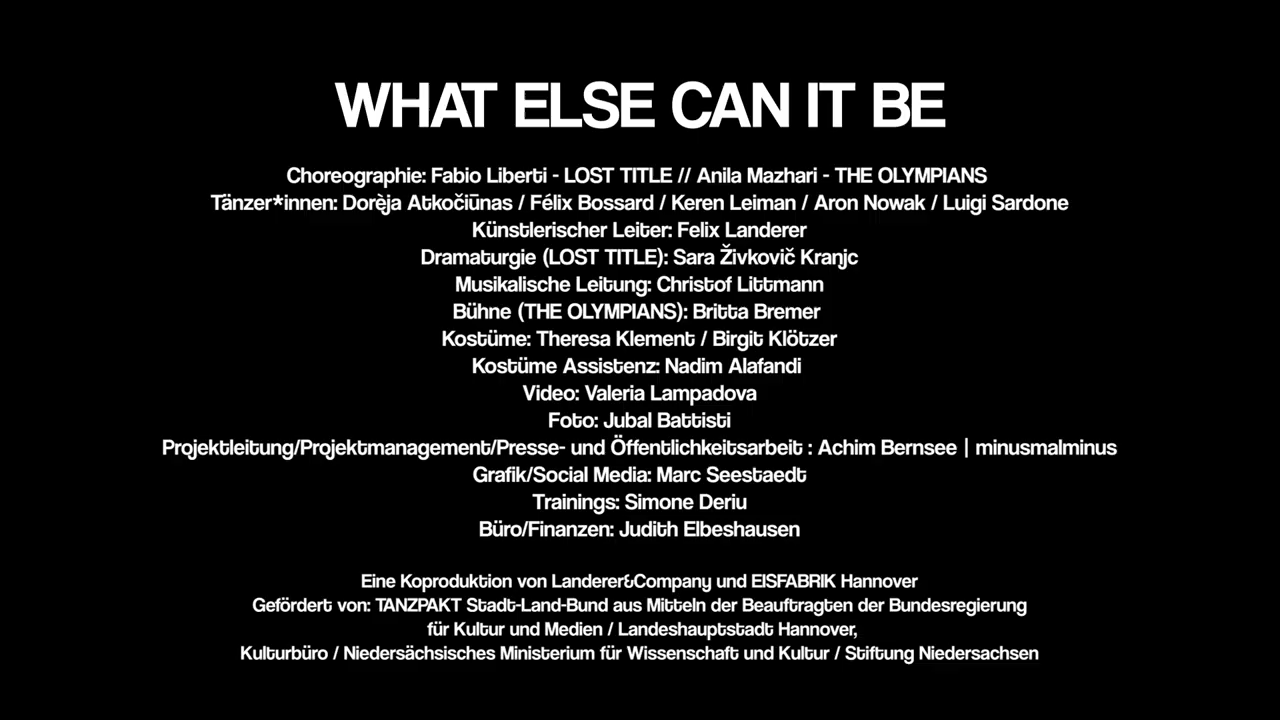 WHAT ELSE CAN IT BE
Choreographie: Fabio Liberti - LOST TITLE // Anila Mazhari - THE OLYMPIANS
Tänzer*innen: Dorėja Atkočiūnas / Félix Bossard / Keren Leiman / Aron Nowak / Luigi Sardone
Künstlerischer Leiter: Felix Landerer
Dramaturgie (LOST TITLE): Sara Živkovič Kranjc
Musikalische Leitung: Christof Littmann
Bühne (THE OLYMPIANS): Britta Bremer
Kostüme: Theresa Klement / Birgit Klötzer
Kostüme Assistenz: Nadim Alafandi
Video: Valeria Lampadova
Foto: Jubal Battisti
Projektleitung/Projektmanagement/Presse- und Öffentlichkeitsarbeit : Achim Bernsee | minusmalminus
Grafik/Social Media: Marc Seestaedt
Trainings: Simone Deriu
Büro/Finanzen: Judith Elbeshausen
Eine Koproduktion von Landerer&Company und EISFABRIK Hannover
Gefördert von: TANZPAKT Stadt-Land-Bund aus Mitteln der Beauftragten der Bundesregierung
für Kultur und Medien / Landeshauptstadt Hannover,
Kulturbüro / Niedersächsisches Ministerium für Wissenschaft und Kultur / Stiftung Niedersachsen